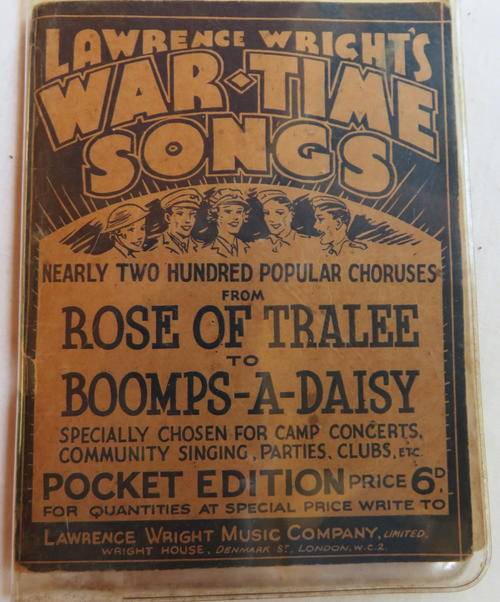 LAWRENCE WRIGHT'S
WAR-TIME
SONGS
NEARLY TWO HUNDRED POPULAR CHORUSES
FROM
ROSE OF TRALEE
TO
BOOMPS-A-DAISY
SPECIALLY CHOSEN FOR CAMP CONCERTS,
COMMUNITY SINGING, PARTIES, CLUBS, ETC.
POCKET EDITION PRICE 6D.
FOR QUANTITIES AT SPECIAL PRICE WRITE TO
LAWRENCE WRIGHT MUSIC COMPANY, LIMITED.
WRIGHT HOUSE, DENMARK ST., LONDON, W.C.2.